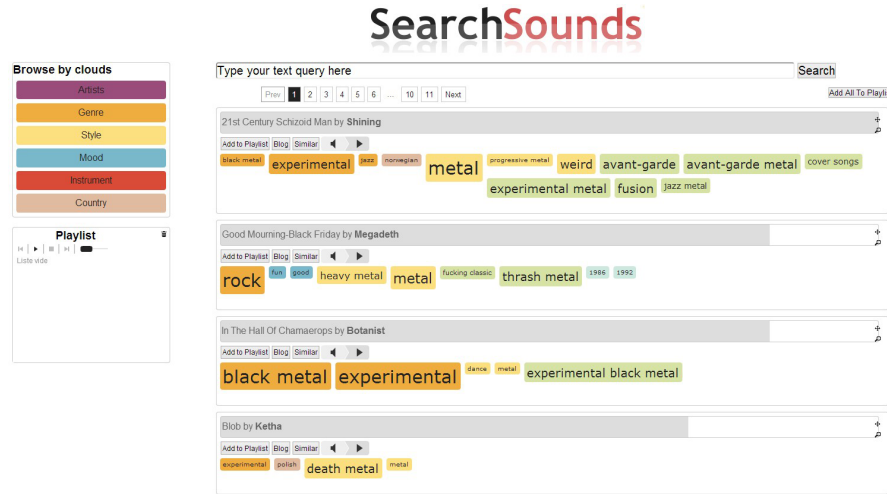 SearchSounds
Browse by clouds
Artists
Genre
Style
Mood
Instrument
Country
Playlist
Liste vide
Type your text query here
Search
Prev 1 2 3 4 5 6 ... 10 11 Next
Add All To Playli
21st Century Schizoid Man by Shining
Add to Playlist Blog Similar
black metal experimental jazz norwegian metal progressive metal weird avant-garde avant-garde metal cover songs
experimental metal fusion jazz metal
Good Mourning-Black Friday by Megadeth
Add to Playlist Blog Similar
rock fun good heavy metal metal fucking classic thrash metal 1986 1992
In The Hall Of Chamaerops by Botanist
Add to Playlist Blog Similar
black metal experimental dance metal experimental black metal
Blob by Ketha
Add to Playlist Blog Similar
experimental polish death metal metal